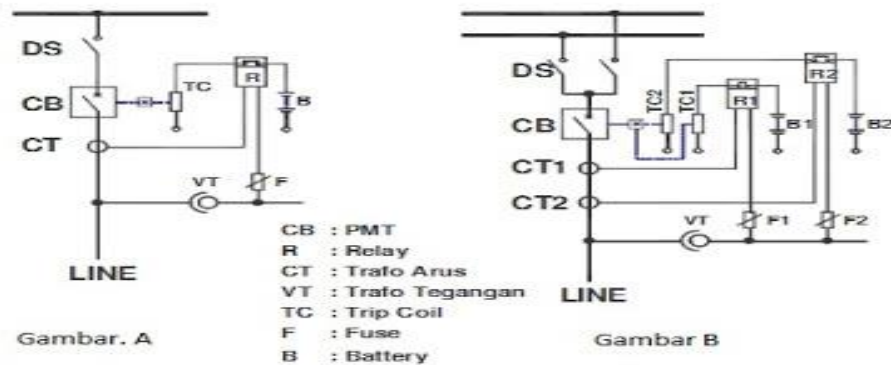 DS
CB
CT
TC
R
B
VT
F
LINE
Gambar. A
CB : PMT
R : Relay
CT : Trafo Arus
VT : Trafo Tegangan
TC : Trip Coil
F : Fuse
B : Battery
DS
CB
CT1
CT2
TC2
TC1
R1
R2
B1
B2
VT
F1
F2
LINE
Gambar B